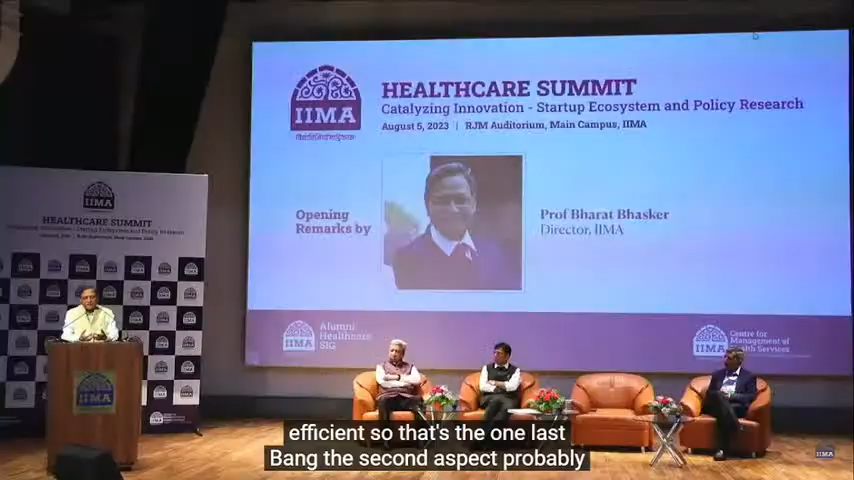 IIMA
HEALTHCARE SUMMIT
Catalyzing Innovation - Startup Ecosystem and Policy Research
August 5, 2023 | RJM Auditorium, Main Campus, IIMA
Opening
Remarks by
Prof Bharat Bhasker
Director, IIMA
IIMA
Alumni
Healthcare
SIG
IIMA
Centre for
Management of
Health Services
IIMA
HEALTHCARE SUMMIT
IIMA
efficient so that's the one last
Bang the second aspect probably
IIMA